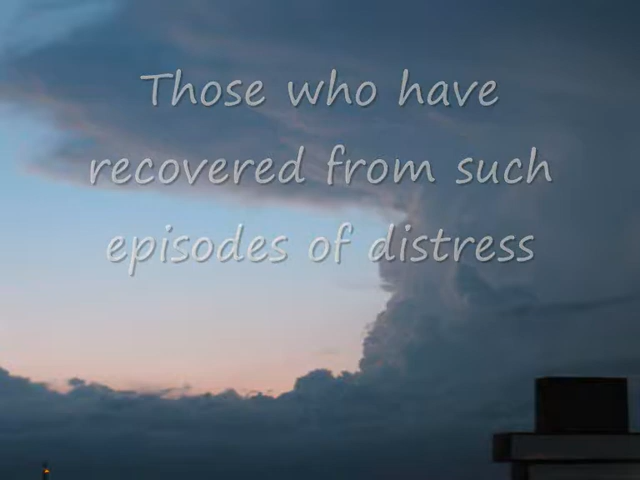 Those who have
recovered from such
episodes of distress